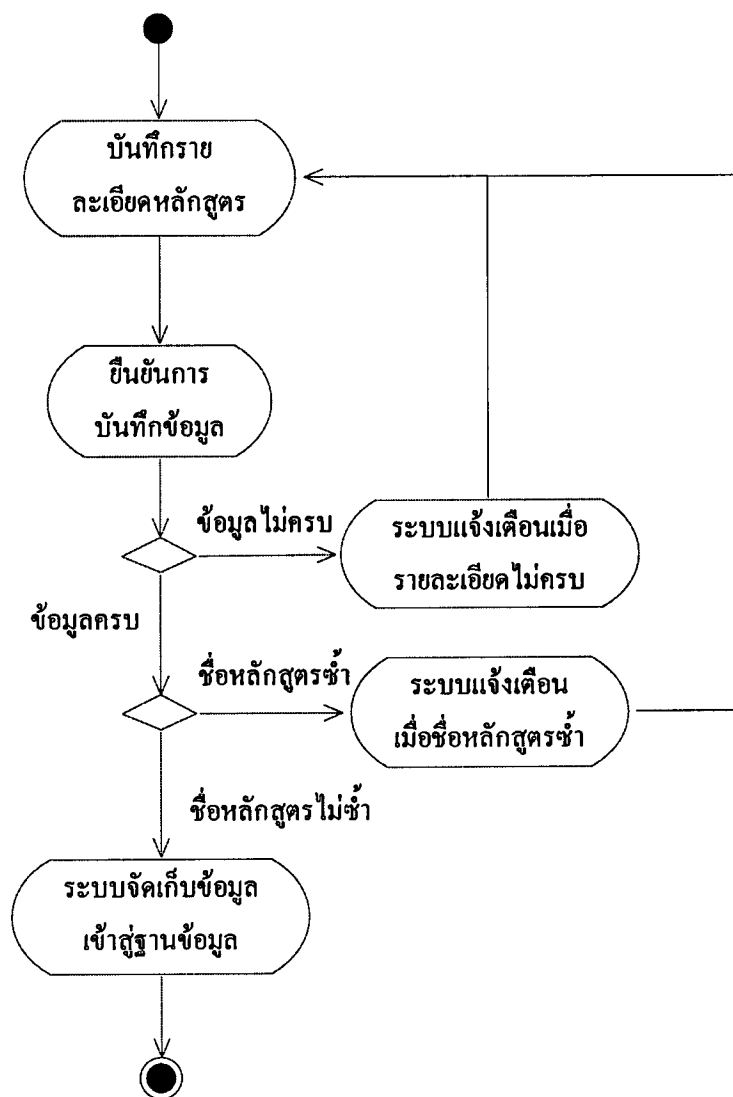 บันทึกราย
ละเอียดหลักสูตร
ยืนยันการ
บันทึกข้อมูล
ข้อมูลไม่ครบ
ระบบแจ้งเตือนเมื่อ
รายละเอียดไม่ครบ
ข้อมูลครบ
ชื่อหลักสูตรซ้ำ
ระบบแจ้งเตือน
เมื่อชื่อหลักสูตรซ้ำ
ชื่อหลักสูตรไม่ซ้ำ
ระบบจัดเก็บข้อมูล
เข้าสู่ฐานข้อมูล